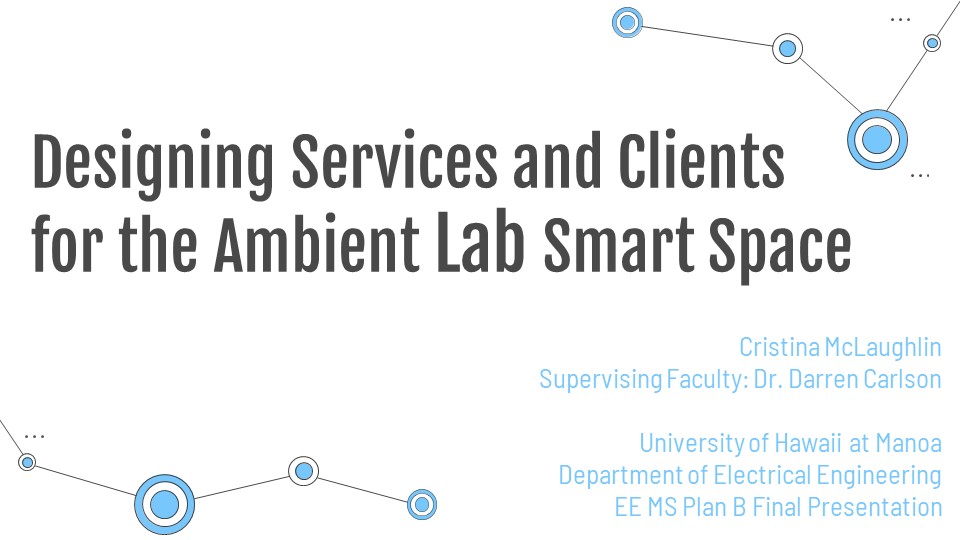 Designing Services and Clients
for the Ambient Lab Smart Space
Cristina McLaughlin
Supervising Faculty: Dr. Darren Carlson
University of Hawaii at Manoa
Department of Electrical Engineering
EE MS Plan B Final Presentation